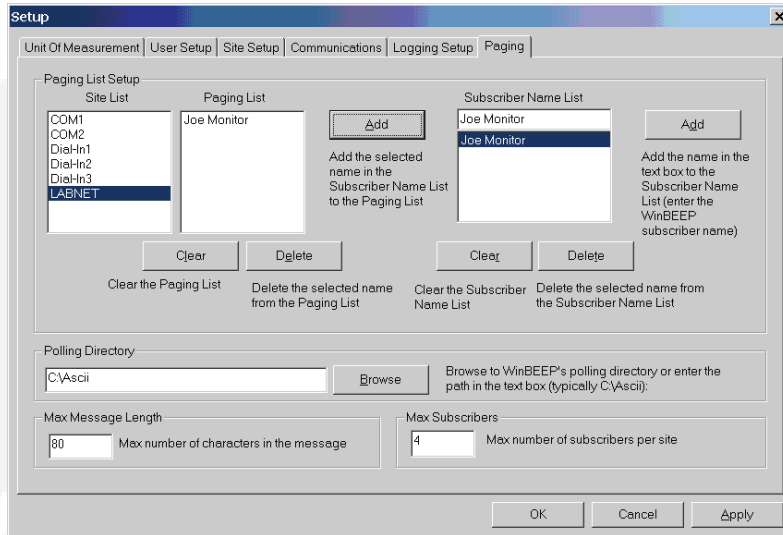 Setup
Unit Of Measurement
User Setup
Site Setup
Communications
Logging Setup
Paging
Paging List Setup
Site List
COM1
COM2
Dial-In1
Dial-In2
Dial-In3
LABNET
Paging List
Joe Monitor
Add
Add the selected
name in the
Subscriber Name List
to the Paging List
Subscriber Name List
Joe Monitor
Joe Monitor
Add
Add the name in the
text box to the
Subscriber Name
List (enter the
WinBEEP
subscriber name)
Clear
Clear the Paging List
Delete
Delete the selected name
from the Paging List
Clear
Clear the Subscriber
Name List
Delete
Delete the selected name from
the Subscriber Name List
Polling Directory
C:\Ascii
Browse
Browse to WinBEEP's polling directory or enter the
path in the text box (typically C:\Ascii):
Max Message Length
80
Max number of characters in the message
Max Subscribers
4
Max number of subscribers per site
OK
Cancel
Apply